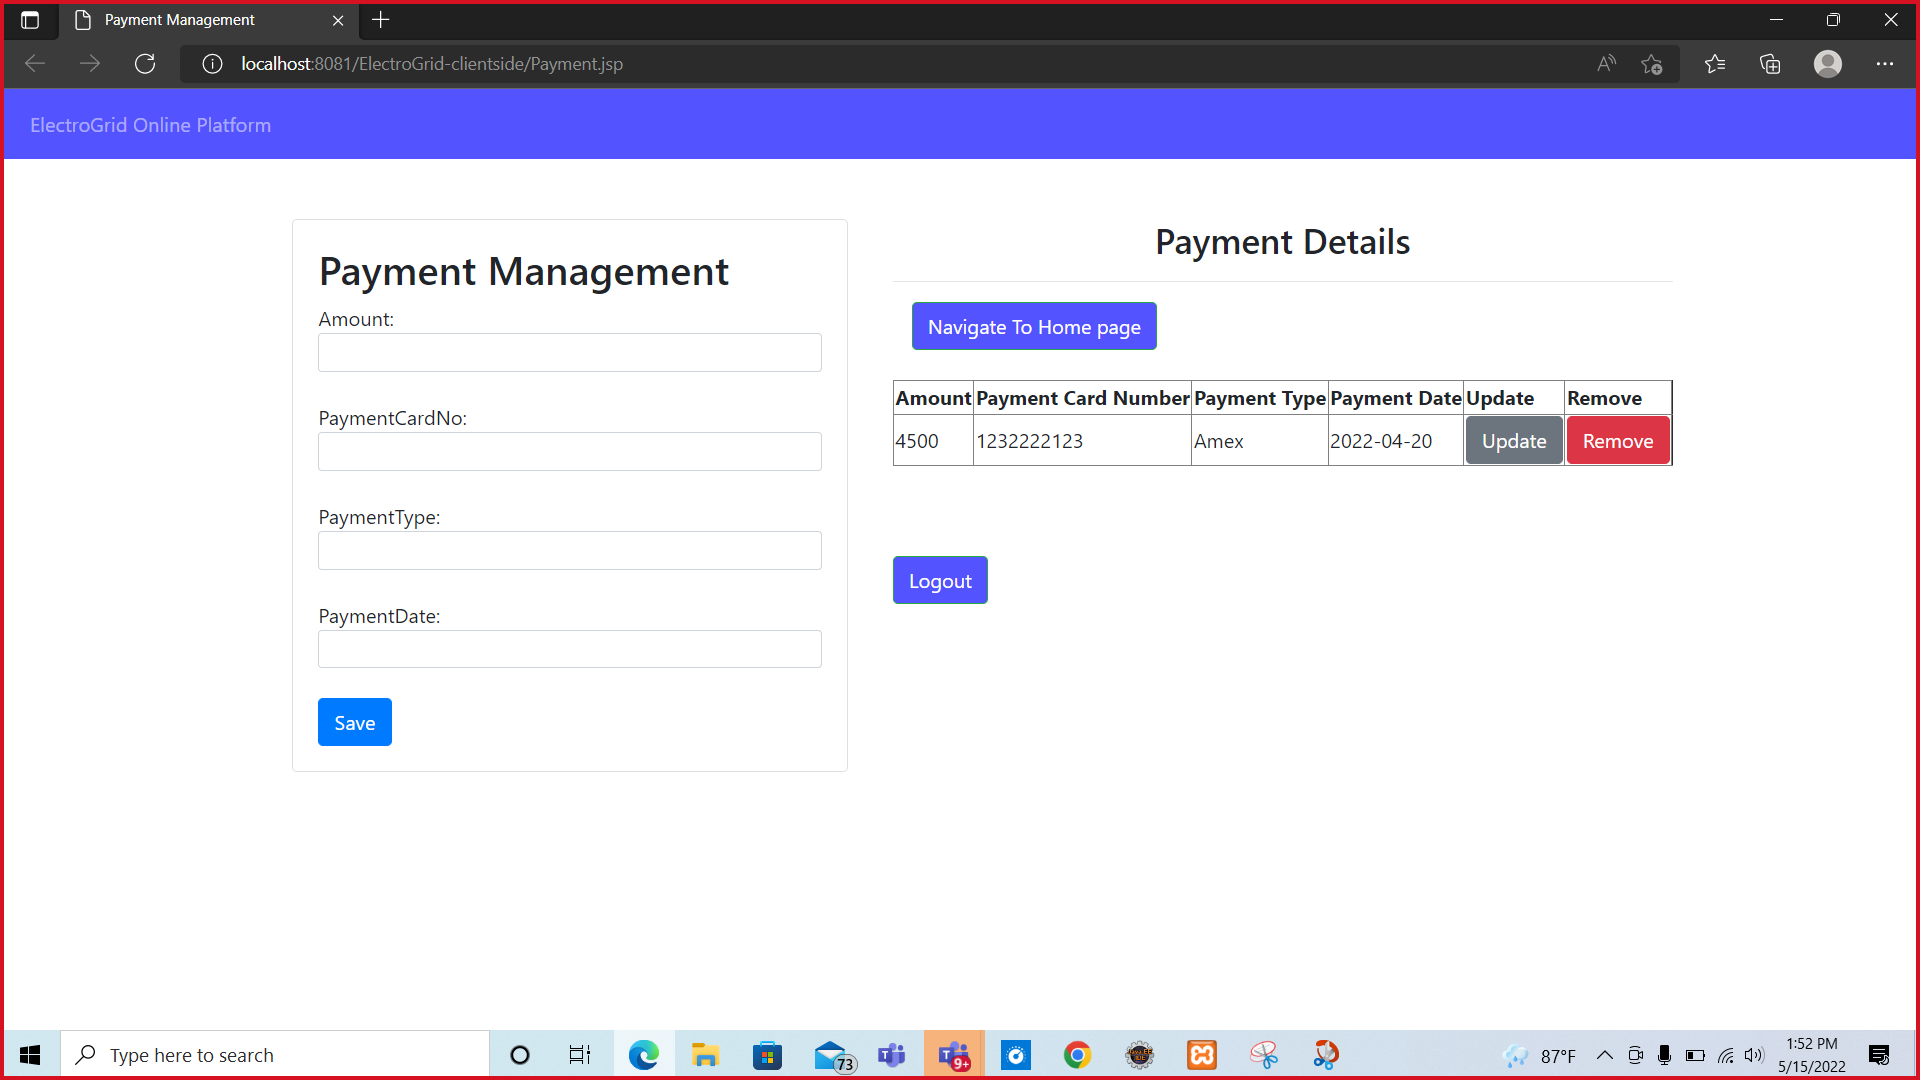 Payment Management
localhost:8081/ElectroGrid-clientside/Payment.jsp
ElectroGrid Online Platform
Payment Management
Amount:
PaymentCardNo:
PaymentType:
PaymentDate:
Save
Payment Details
Navigate To Home page
Amount Payment Card Number Payment Type Payment Date Update Remove
4500 1232222123 Amex 2022-04-20 Update Remove
Logout
Type here to search
73
9+
87°F
1:52 PM
5/15/2022